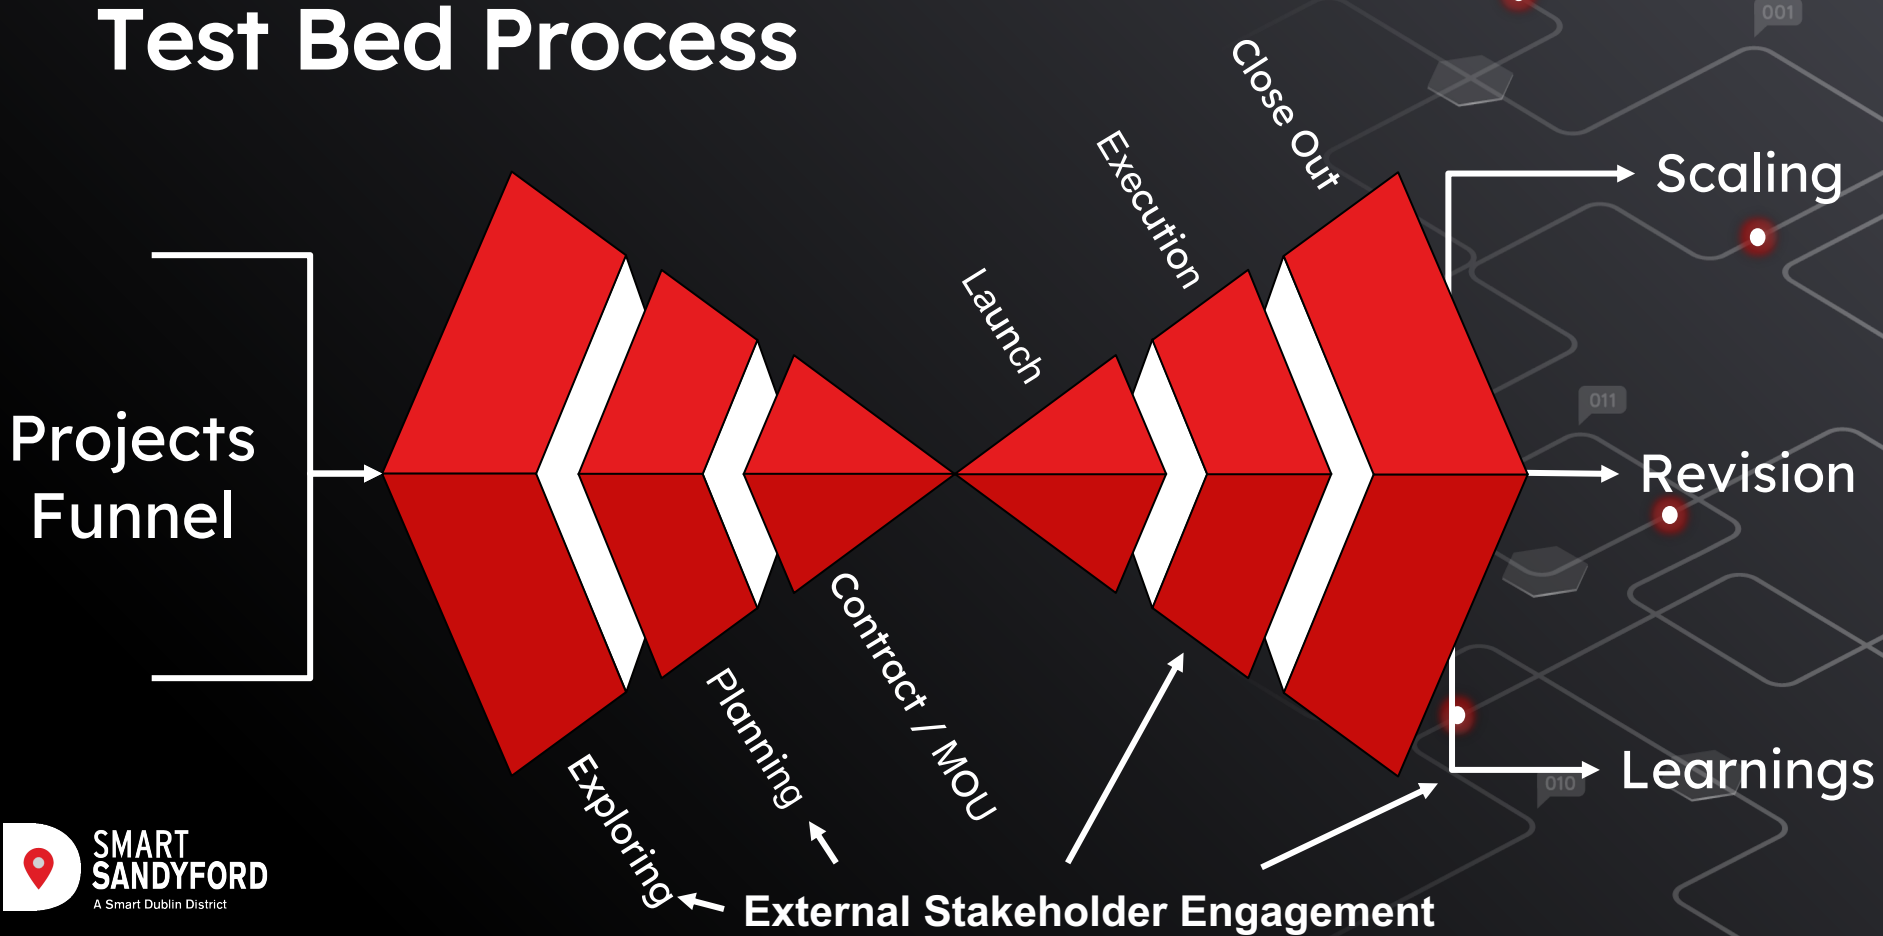 Test Bed Process
001
Close Out
Execution
Scaling
Launch
011
Projects
Funnel
Revision
Contract / MOU
Planning
Exploring
Learnings
010
SMART
SANDYFORD
A Smart Dublin District
External Stakeholder Engagement